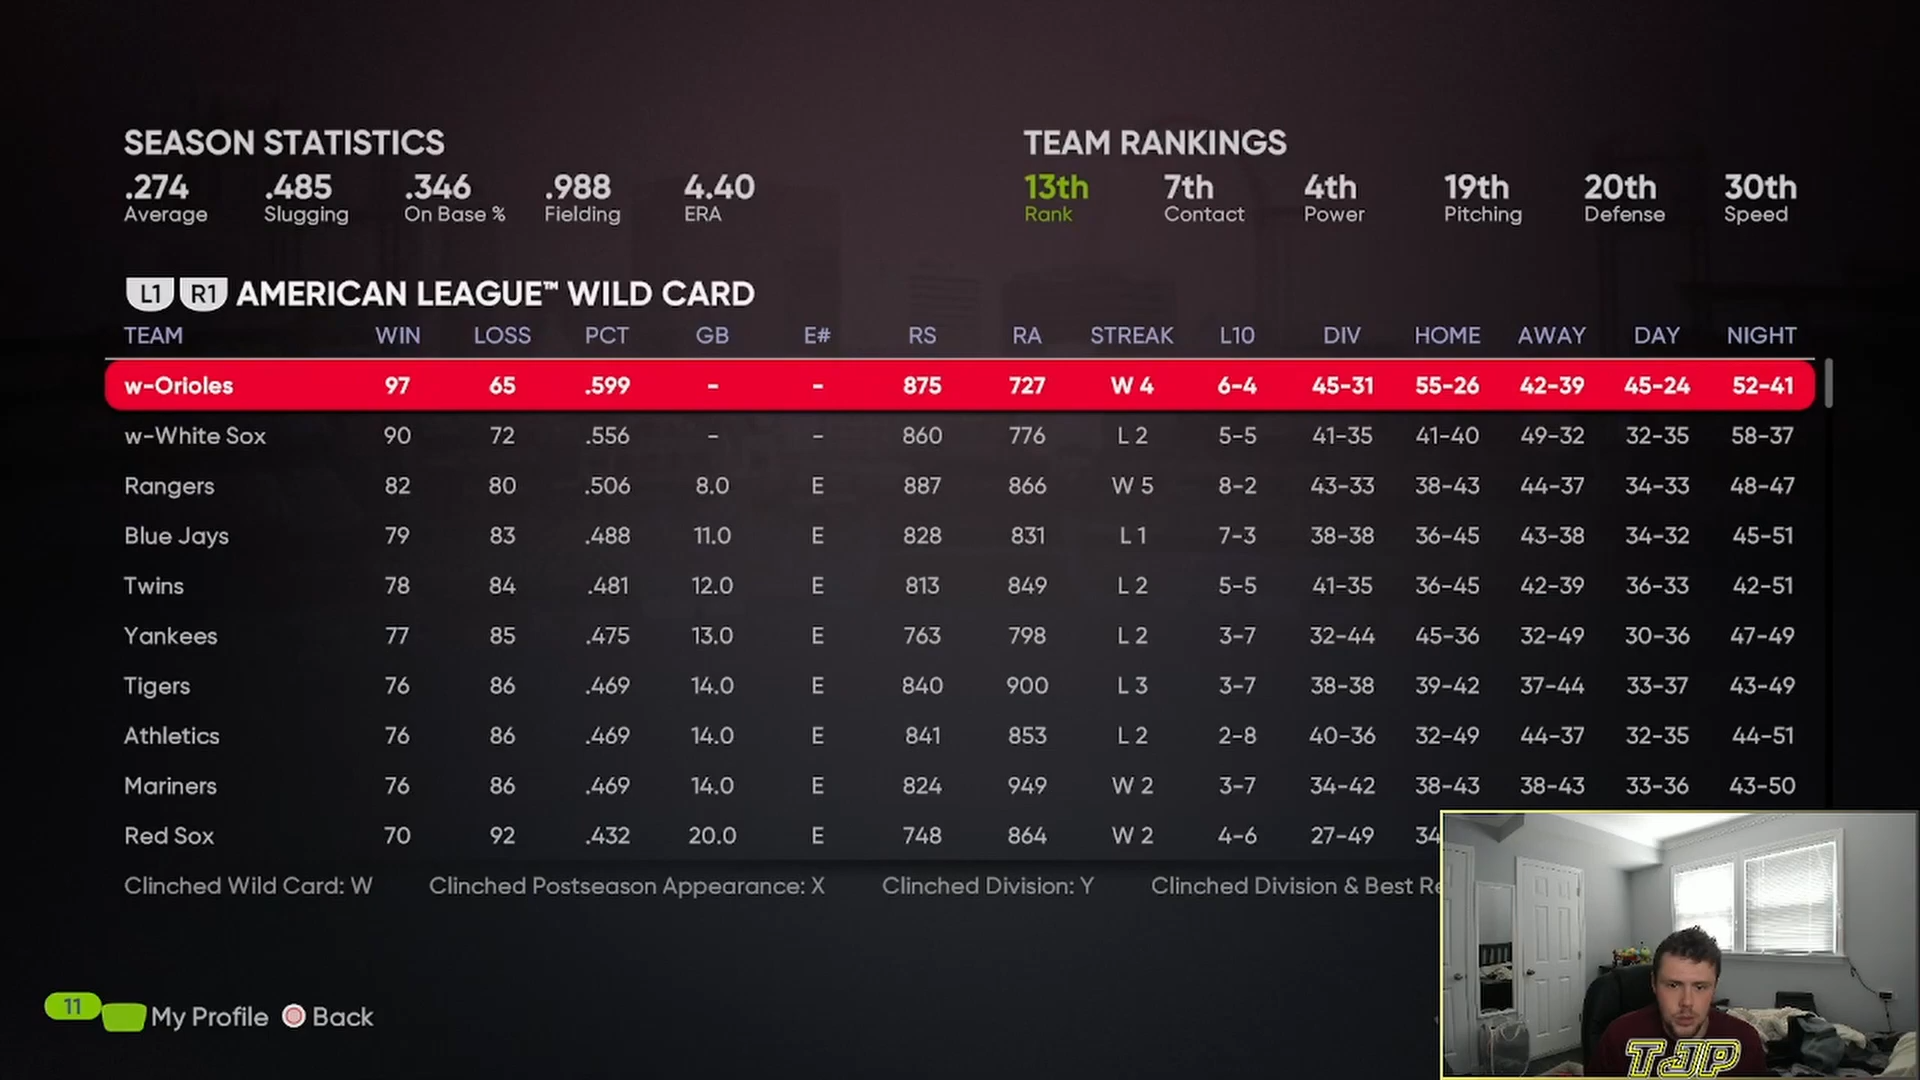 SEASON STATISTICS
.274 .485 .346 .988 4.40
Average Slugging On Base % Fielding ERA
TEAM RANKINGS
13th 7th 4th 19th 20th 30th
Rank Contact Power Pitching Defense Speed
L1 R1 AMERICAN LEAGUE™ WILD CARD
TEAM WIN LOSS PCT GB E# RS RA STREAK L10 DIV HOME AWAY DAY NIGHT
w-Orioles 97 65 .599 - - 875 727 W 4 6-4 45-31 55-26 42-39 45-24 52-41
w-White Sox 90 72 .556 - - 860 776 L 2 5-5 41-35 41-40 49-32 32-35 58-37
Rangers 82 80 .506 8.0 E 887 866 W 5 8-2 43-33 38-43 44-37 34-33 48-47
Blue Jays 79 83 .488 11.0 E 828 831 L 1 7-3 38-38 36-45 43-38 34-32 45-51
Twins 78 84 .481 12.0 E 813 849 L 2 5-5 41-35 36-45 42-39 36-33 42-51
Yankees 77 85 .475 13.0 E 763 798 L 2 3-7 32-44 45-36 32-49 30-36 47-49
Tigers 76 86 .469 14.0 E 840 900 L 3 3-7 38-38 39-42 37-44 33-37 43-49
Athletics 76 86 .469 14.0 E 841 853 L 2 2-8 40-36 32-49 44-37 32-35 44-51
Mariners 76 86 .469 14.0 E 824 949 W 2 3-7 34-42 38-43 38-43 33-36 43-50
Red Sox 70 92 .432 20.0 E 748 864 W 2 4-6 27-49 34
Clinched Wild Card: W Clinched Postseason Appearance: X Clinched Division: Y Clinched Division & Best Re
11 My Profile Back
TJP